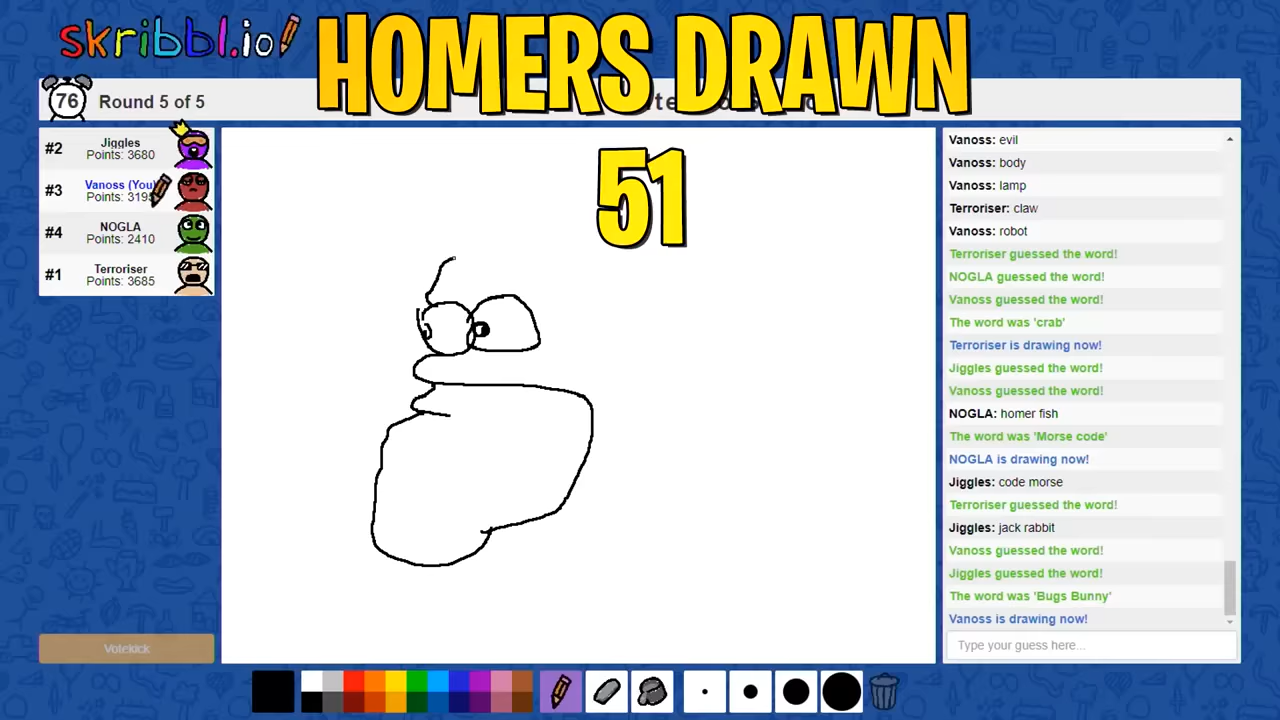 skribbl.io
HOMERS DRAWN
76
Round 5 of 5
51
#2
Jiggles
Points: 3680
#3
Vanoss (You)
Points: 3195
#4
NOGLA
Points: 2410
#1
Terroriser
Points: 3685
Votekick
Vanoss: evil
Vanoss: body
Vanoss: lamp
Terroriser: claw
Vanoss: robot
Terroriser guessed the word!
NOGLA guessed the word!
Vanoss guessed the word!
The word was 'crab'
Terroriser is drawing now!
Jiggles guessed the word!
Vanoss guessed the word!
NOGLA: homer fish
The word was 'Morse code'
NOGLA is drawing now!
Jiggles: code morse
Terroriser guessed the word!
Jiggles: jack rabbit
Vanoss guessed the word!
Jiggles guessed the word!
The word was 'Bugs Bunny'
Vanoss is drawing now!
Type your guess here...